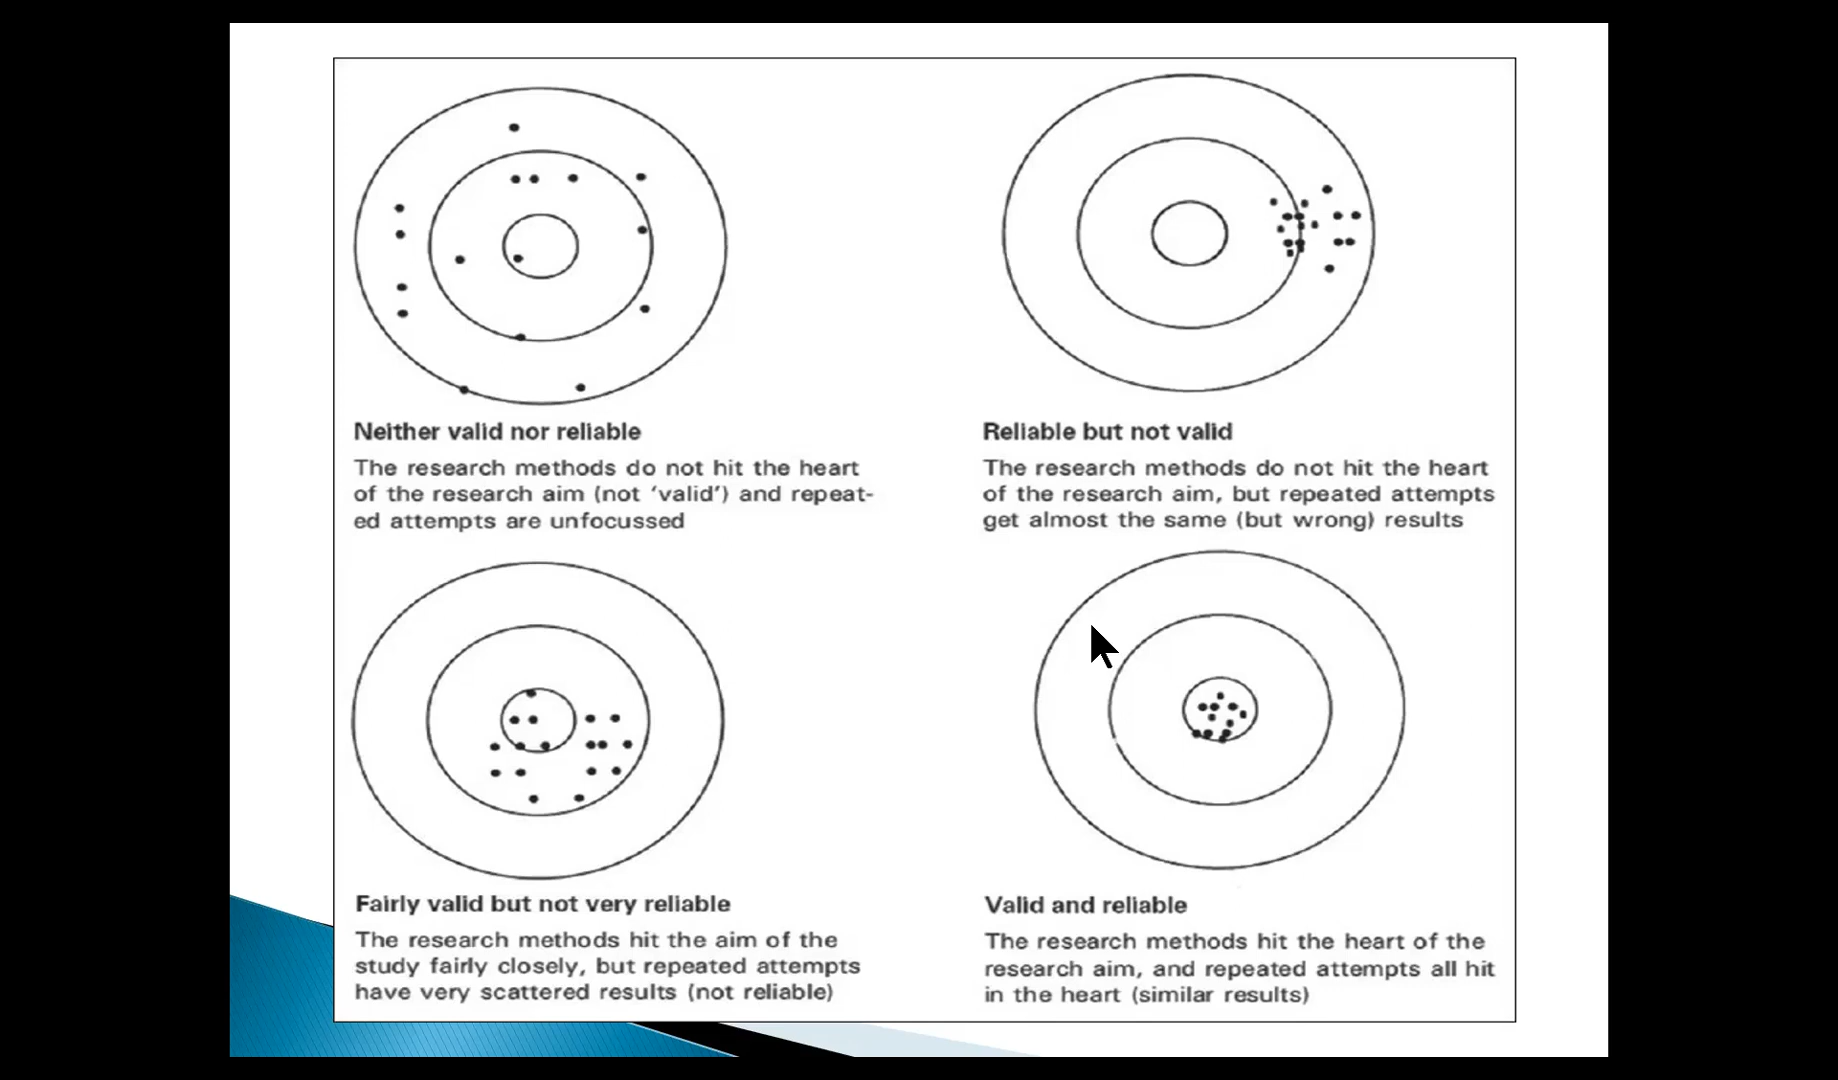 Neither valid nor reliable
The research methods do not hit the heart
of the research aim (not ‘valid’) and repeat-
ed attempts are unfocussed
Reliable but not valid
The research methods do not hit the heart
of the research aim, but repeated attempts
get almost the same (but wrong) results
Fairly valid but not very reliable
The research methods hit the aim of the
study fairly closely, but repeated attempts
have very scattered results (not reliable)
Valid and reliable
The research methods hit the heart of the
research aim, and repeated attempts all hit
in the heart (similar results)